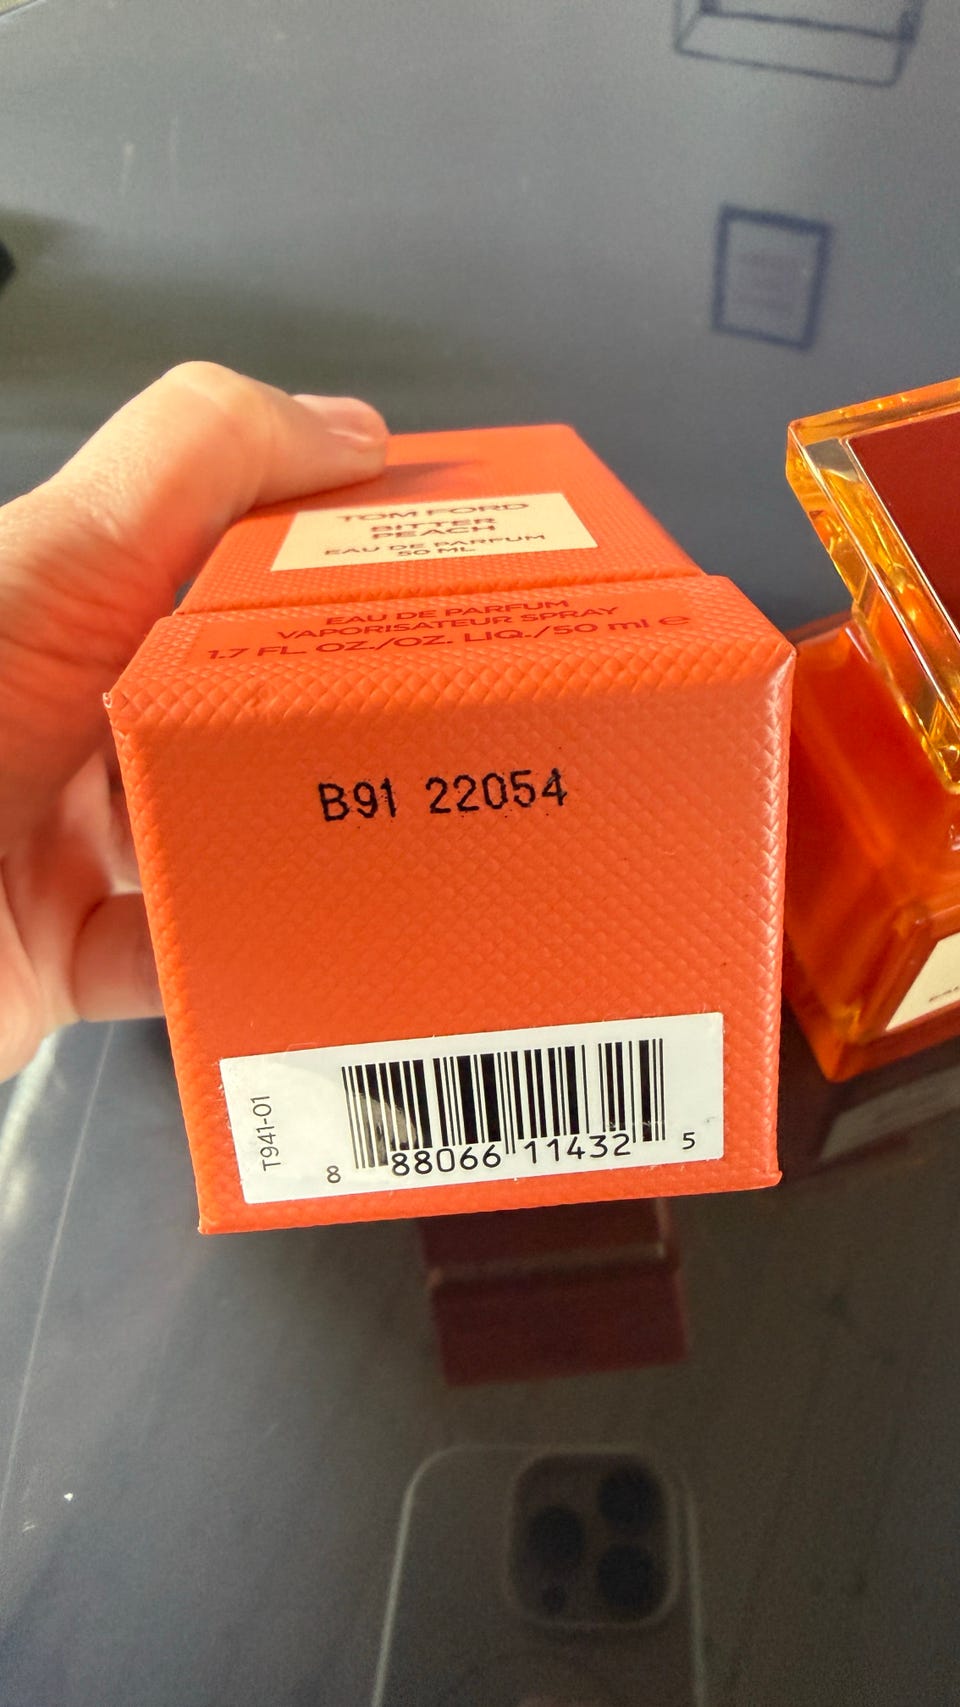 TOM FORD
BITTER
PEACH
EAU DE PARFUM
50 ML
EAU DE PARFUM
VAPORISATEUR SPRAY
1.7 FL. OZ./OZ. LIQ./50 ml e
B91 22054
T941-01
8 88066 11432 5